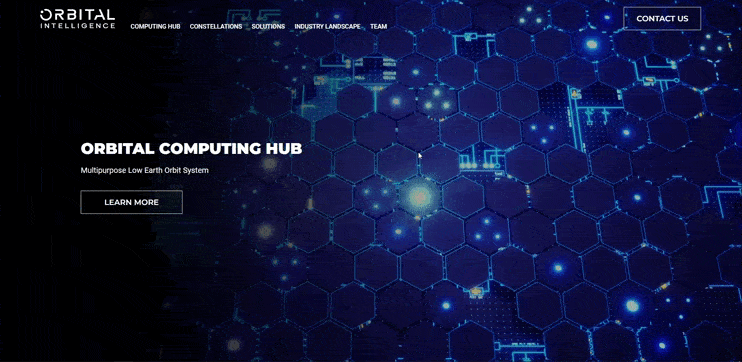 ORBITAL
INTELLIGENCE
COMPUTING HUB CONSTELLATIONS SOLUTIONS INDUSTRY LANDSCAPE TEAM
CONTACT US
ORBITAL COMPUTING HUB
Multipurpose Low Earth Orbit System
LEARN MORE